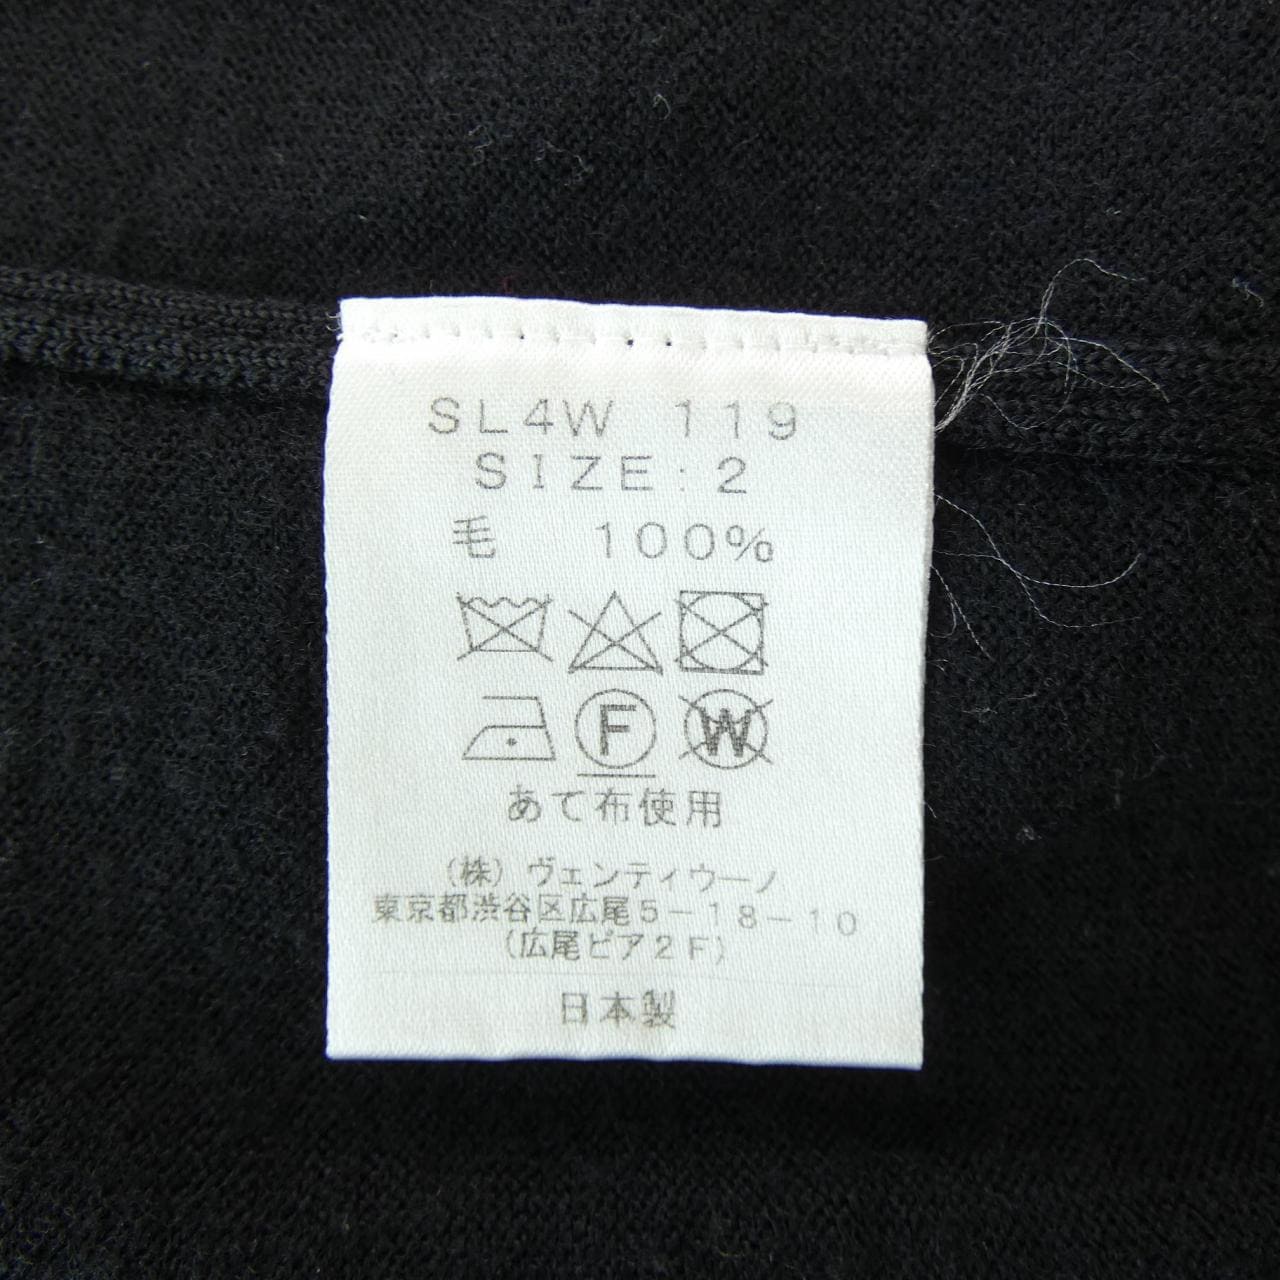 SL4W 119
SIZE:2
毛 100%
F W
あて布使用
(株)ヴェンティウーノ
東京都渋谷区広尾5-18-10
(広尾ピア2F)
日本製